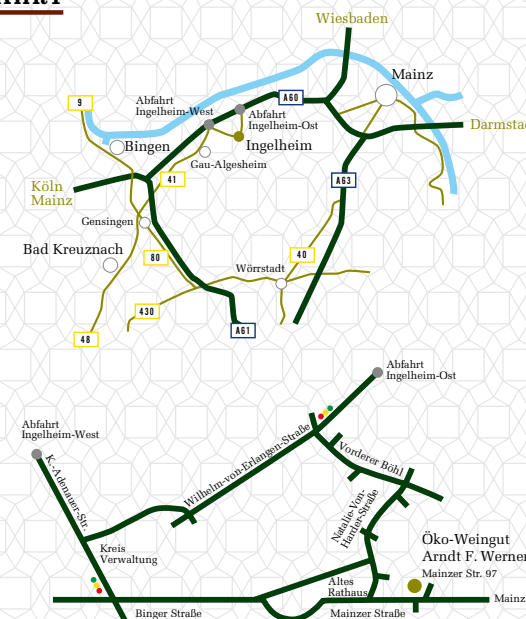 Wiesbaden
Mainz
9
A60
Abfahrt
Ingelheim-West
Abfahrt
Ingelheim-Ost
Bingen
Ingelheim
Gau-Algesheim
41
A63
Köln
Mainz
Gensingen
Bad Kreuznach
80
40
Wörrstadt
430
A61
48
Abfahrt
Ingelheim-Ost
Abfahrt
Ingelheim-West
K.-Adenauer-Str.
Wilhelm-von-Erlangen-Straße
Vorderer Böhl
Natalie-Von-
Harder-Straße
Kreis
Verwaltung
Öko-Weingut
Arndt F. Werner
Mainzer Str. 97
Altes
Rathaus
Mainz
Binger Straße
Mainzer Straße